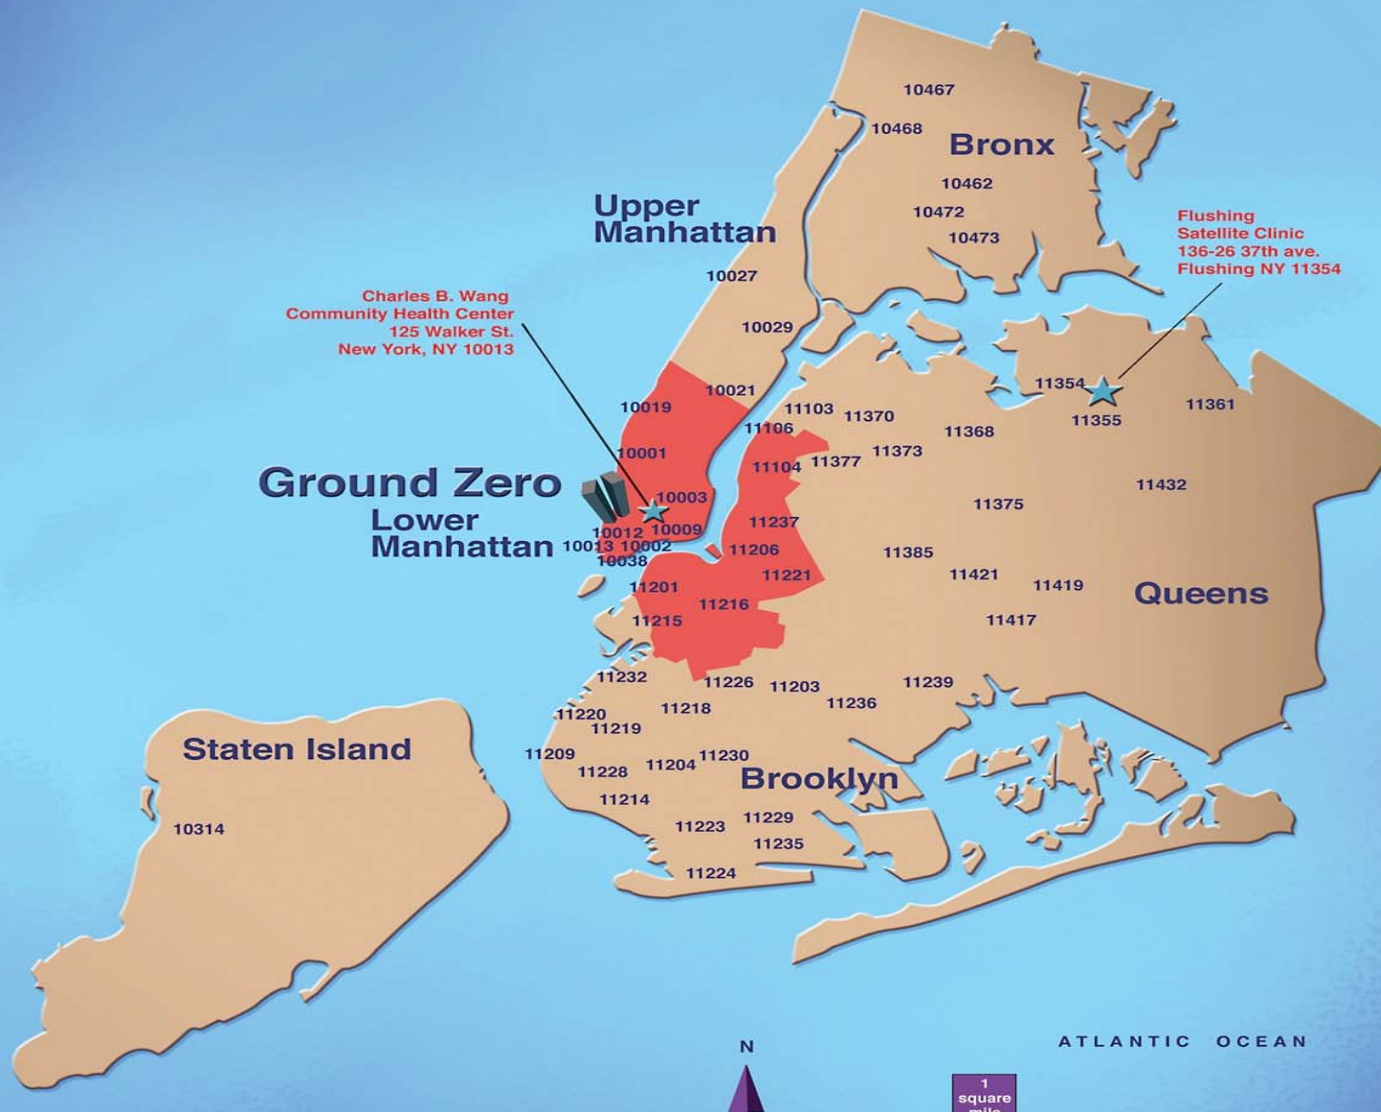 10467
10468
Bronx
10462
10472
10473
Upper
Manhattan
10027
10029
Flushing
Satellite Clinic
136-26 37th ave.
Flushing NY 11354
Charles B. Wang
Community Health Center
125 Walker St.
New York, NY 10013
10021
10019
10001
11103
11370
11106
11368
11354
11355
11361
11104
11377
11373
Ground Zero
Lower
Manhattan
10003
10012
10009
10013
10002
10038
11237
11206
11221
11375
11432
11385
11421
11419
11417
Queens
11201
11216
11215
11232
11226
11203
11239
11236
11218
11220
11219
11209
11228
11204
11230
Brooklyn
11214
11223
11229
11235
11224
Staten Island
10314
ATLANTIC OCEAN
N
1
square
mile